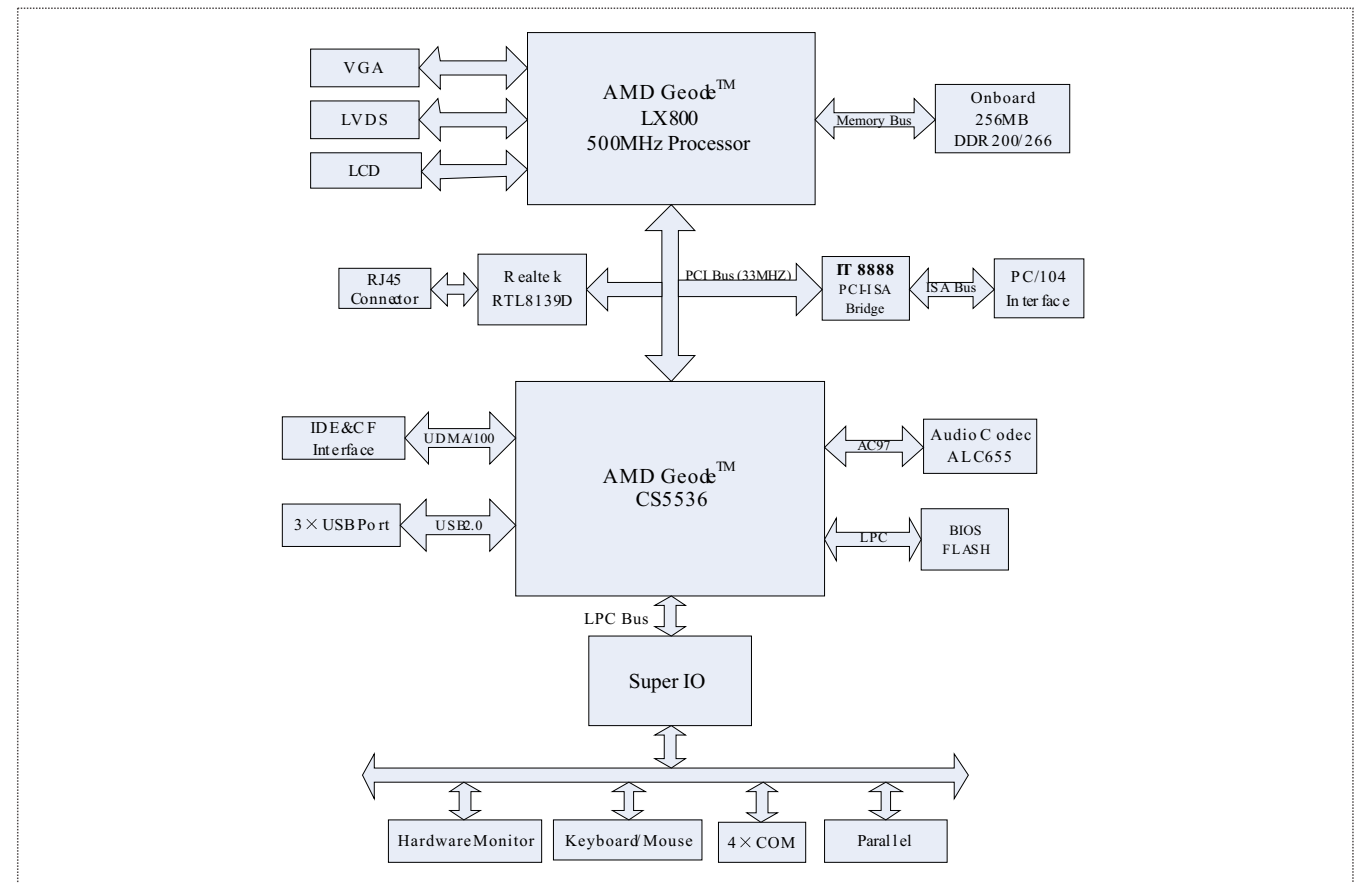 VGA
LVDS
LCD
AMD Geode™
LX800
500MHz Processor
Memory Bus
Onboard
256MB
DDR 200/266
RJ45
Connector
Realtek
RTL8139D
PCI Bus (33MHZ)
IT 8888
PCI-ISA
Bridge
ISA Bus
PC/104
Interface
IDE&CF
Interface
UDMA/100
3×USB Port
USB2.0
AMD Geode™
CS5536
AC97
Audio Codec
ALC655
LPC
BIOS
FLASH
LPC Bus
Super IO
Hardware Monitor
Keyboard/Mouse
4×COM
Parallel